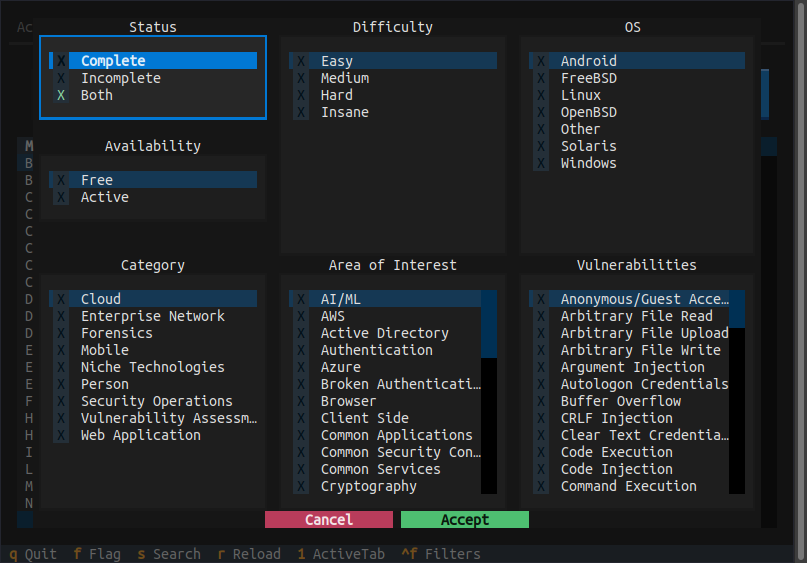 Ac
Status
Difficulty
OS
X Complete
X Incomplete
X Both
X Easy
X Medium
X Hard
X Insane
X Android
X FreeBSD
X Linux
X OpenBSD
X Other
X Solaris
X Windows
Availability
X Free
X Active
Category
Area of Interest
Vulnerabilities
X Cloud
X Enterprise Network
X Forensics
X Mobile
X Niche Technologies
X Person
X Security Operations
X Vulnerability Assessm…
X Web Application
X AI/ML
X AWS
X Active Directory
X Authentication
X Azure
X Broken Authenticati…
X Browser
X Client Side
X Common Applications
X Common Security Con…
X Common Services
X Cryptography
X Anonymous/Guest Acce…
X Arbitrary File Read
X Arbitrary File Upload
X Arbitrary File Write
X Argument Injection
X Autologon Credentials
X Buffer Overflow
X CRLF Injection
X Clear Text Credentia…
X Code Execution
X Code Injection
X Command Execution
M
B
B
C
C
C
C
C
C
D
D
D
E
E
E
F
H
H
I
L
M
N
Cancel
Accept
q Quit f Flag s Search r Reload 1 ActiveTab ^f Filters